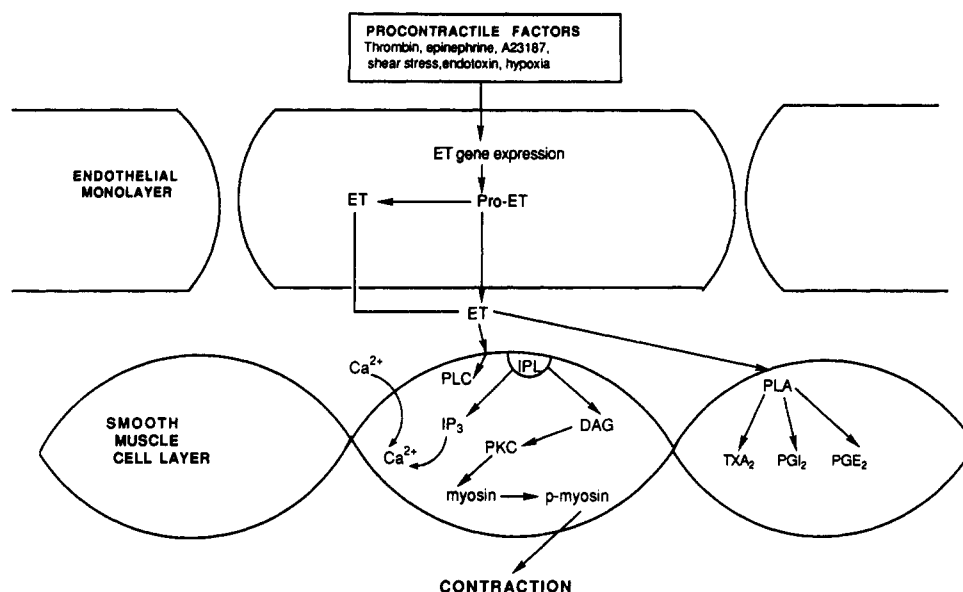 PROCONTRACTILE FACTORS
Thrombin, epinephrine, A23187,
shear stress,endotoxin, hypoxia
ET gene expression
ENDOTHELIAL
MONOLAYER
ET
Pro-ET
ET
Ca2+
PLC
IPL
PLA
SMOOTH
MUSCLE
CELL LAYER
IP3
DAG
Ca2+
PKC
TXA2
PGI2
PGE2
myosin
p-myosin
CONTRACTION